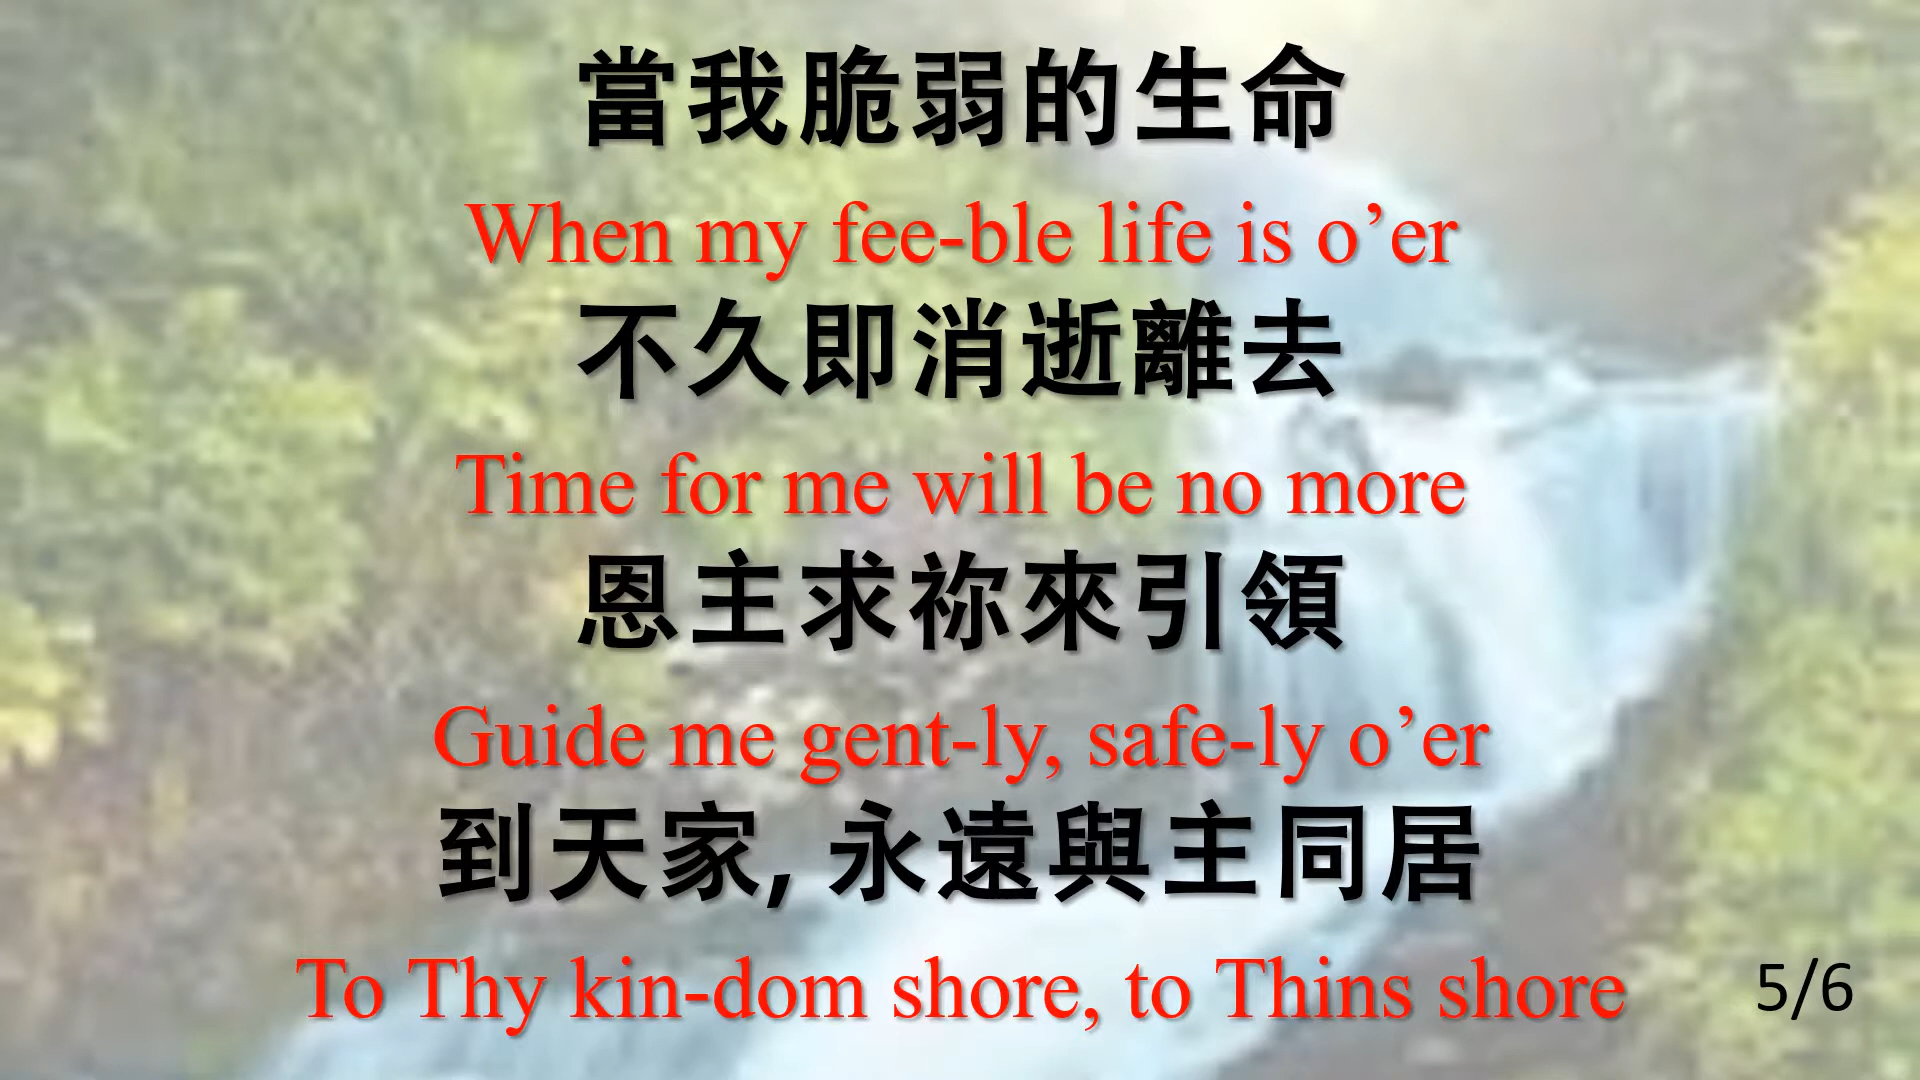 當我脆弱的生命
When my fee-ble life is o’er
不久即消逝離去
Time for me will be no more
恩主求祢來引領
Guide me gent-ly, safe-ly o’er
到天家, 永遠與主同居
To Thy kin-dom shore, to Thins shore
5/6